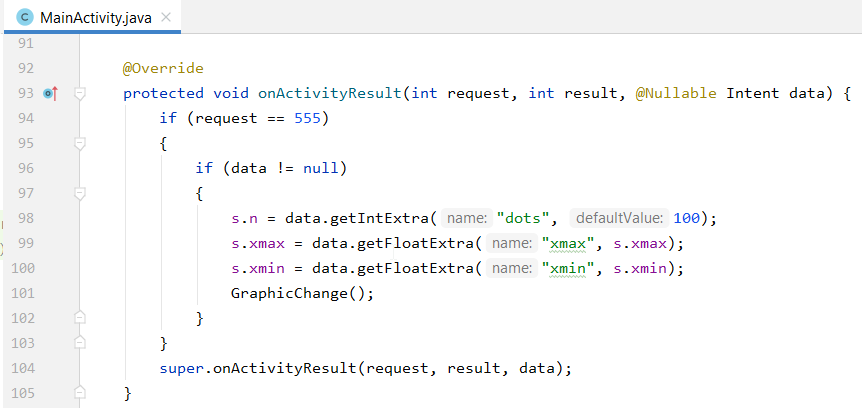 MainActivity.java
91
92 @Override
93 protected void onActivityResult(int request, int result, @Nullable Intent data) {
94 if (request == 555)
95 {
96 if (data != null)
97 {
98 s.n = data.getIntExtra( name: "dots", defaultValue: 100);
99 s.xmax = data.getFloatExtra( name: "xmax", s.xmax);
100 s.xmin = data.getFloatExtra( name: "xmin", s.xmin);
101 GraphicChange();
102 }
103 }
104 super.onActivityResult(request, result, data);
105 }